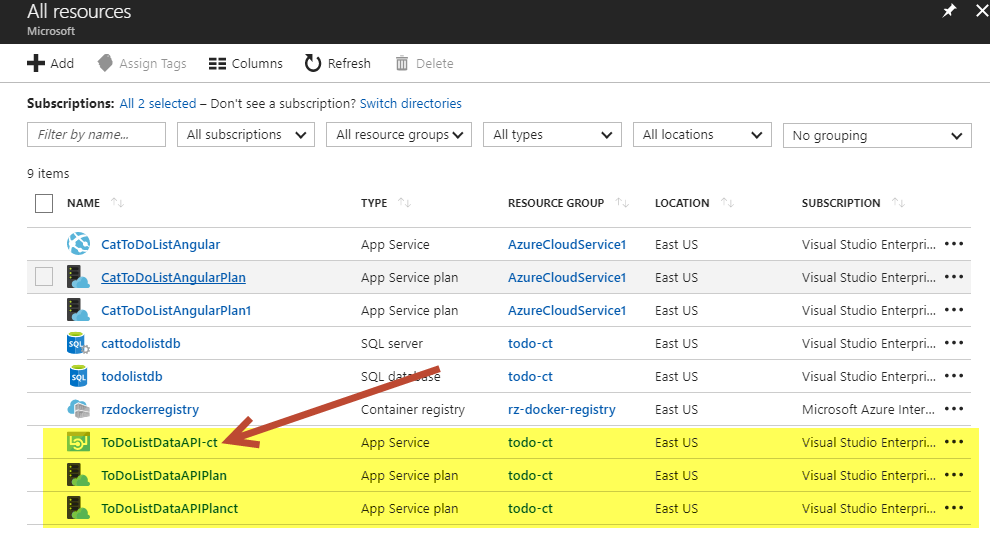 All resources
Microsoft
Add Assign Tags Columns Refresh Delete
Subscriptions: All 2 selected – Don't see a subscription? Switch directories
Filter by name... All subscriptions All resource groups All types All locations No grouping
9 items
NAME TYPE RESOURCE GROUP LOCATION SUBSCRIPTION
CatToDoListAngular App Service AzureCloudService1 East US Visual Studio Enterpri...
CatToDoListAngularPlan App Service plan AzureCloudService1 East US Visual Studio Enterpri...
CatToDoListAngularPlan1 App Service plan AzureCloudService1 East US Visual Studio Enterpri...
SQL cattodolistdb SQL server todo-ct East US Visual Studio Enterpri...
SQL todolistdb SQL database todo-ct East US Visual Studio Enterpri...
rzdockerregistry Container registry rz-docker-registry East US Microsoft Azure Inter...
ToDoListDataAPI-ct App Service todo-ct East US Visual Studio Enterpri...
ToDoListDataAPIPlan App Service plan todo-ct East US Visual Studio Enterpri...
ToDoListDataAPIPlanct App Service plan todo-ct East US Visual Studio Enterpri...